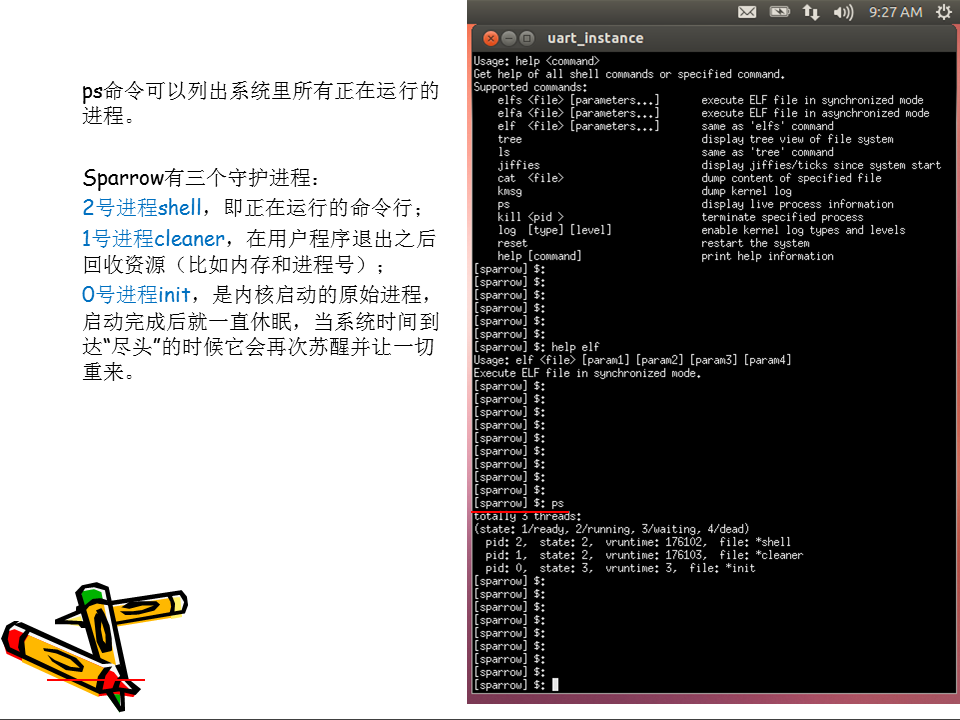 ps命令可以列出系统里所有正在运行的
进程。
Sparrow有三个守护进程：
2号进程shell，即正在运行的命令行；
1号进程cleaner，在用户程序退出之后
回收资源（比如内存和进程号）；
0号进程init，是内核启动的原始进程，
启动完成后就一直休眠，当系统时间到
达“尽头”的时候它会再次苏醒并让一切
重来。
9:27 AM
uart_instance
Usage: help <command>
Get help of all shell commands or specified command.
Supported commands:
elfs <file> [parameters...] execute ELF file in synchronized mode
elfa <file> [parameters...] execute ELF file in asynchronized mode
elf <file> [parameters...] same as 'elfs' command
tree display tree view of file system
ls same as 'tree' command
jiffies display jiffies/ticks since system start
cat <file> dump content of specified file
kmsg dump kernel log
ps display live process information
kill <pid > terminate specified process
log [type] [level] enable kernel log types and levels
reset restart the system
help [command] print help information
[sparrow] $:
[sparrow] $:
[sparrow] $:
[sparrow] $:
[sparrow] $:
[sparrow] $:
[sparrow] $: help elf
Usage: elf <file> [param1] [param2] [param3] [param4]
Execute ELF file in synchronized mode.
[sparrow] $:
[sparrow] $:
[sparrow] $:
[sparrow] $:
[sparrow] $:
[sparrow] $:
[sparrow] $:
[sparrow] $:
[sparrow] $:
[sparrow] $: ps
totally 3 threads:
(state: 1/ready, 2/running, 3/waiting, 4/dead)
pid: 2, state: 2, vruntime: 176102, file: *shell
pid: 1, state: 2, vruntime: 176103, file: *cleaner
pid: 0, state: 3, vruntime: 3, file: *init
[sparrow] $:
[sparrow] $:
[sparrow] $:
[sparrow] $:
[sparrow] $:
[sparrow] $:
[sparrow] $:
[sparrow] $:
[sparrow] $: